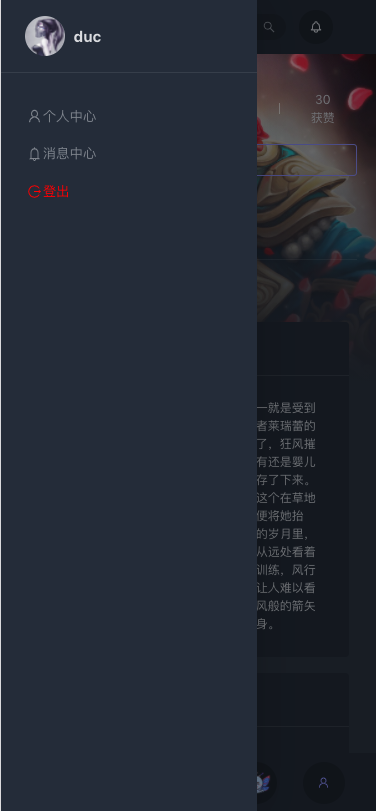 duc
个人中心
消息中心
登出
30
获赞
一就是受到
者莱瑞蕾的
了，狂风摧
有还是婴儿
存了下来。
这个在草地
便将她抬
的岁月里，
从远处看着
训练，风行
让人难以看
风般的箭矢
身。